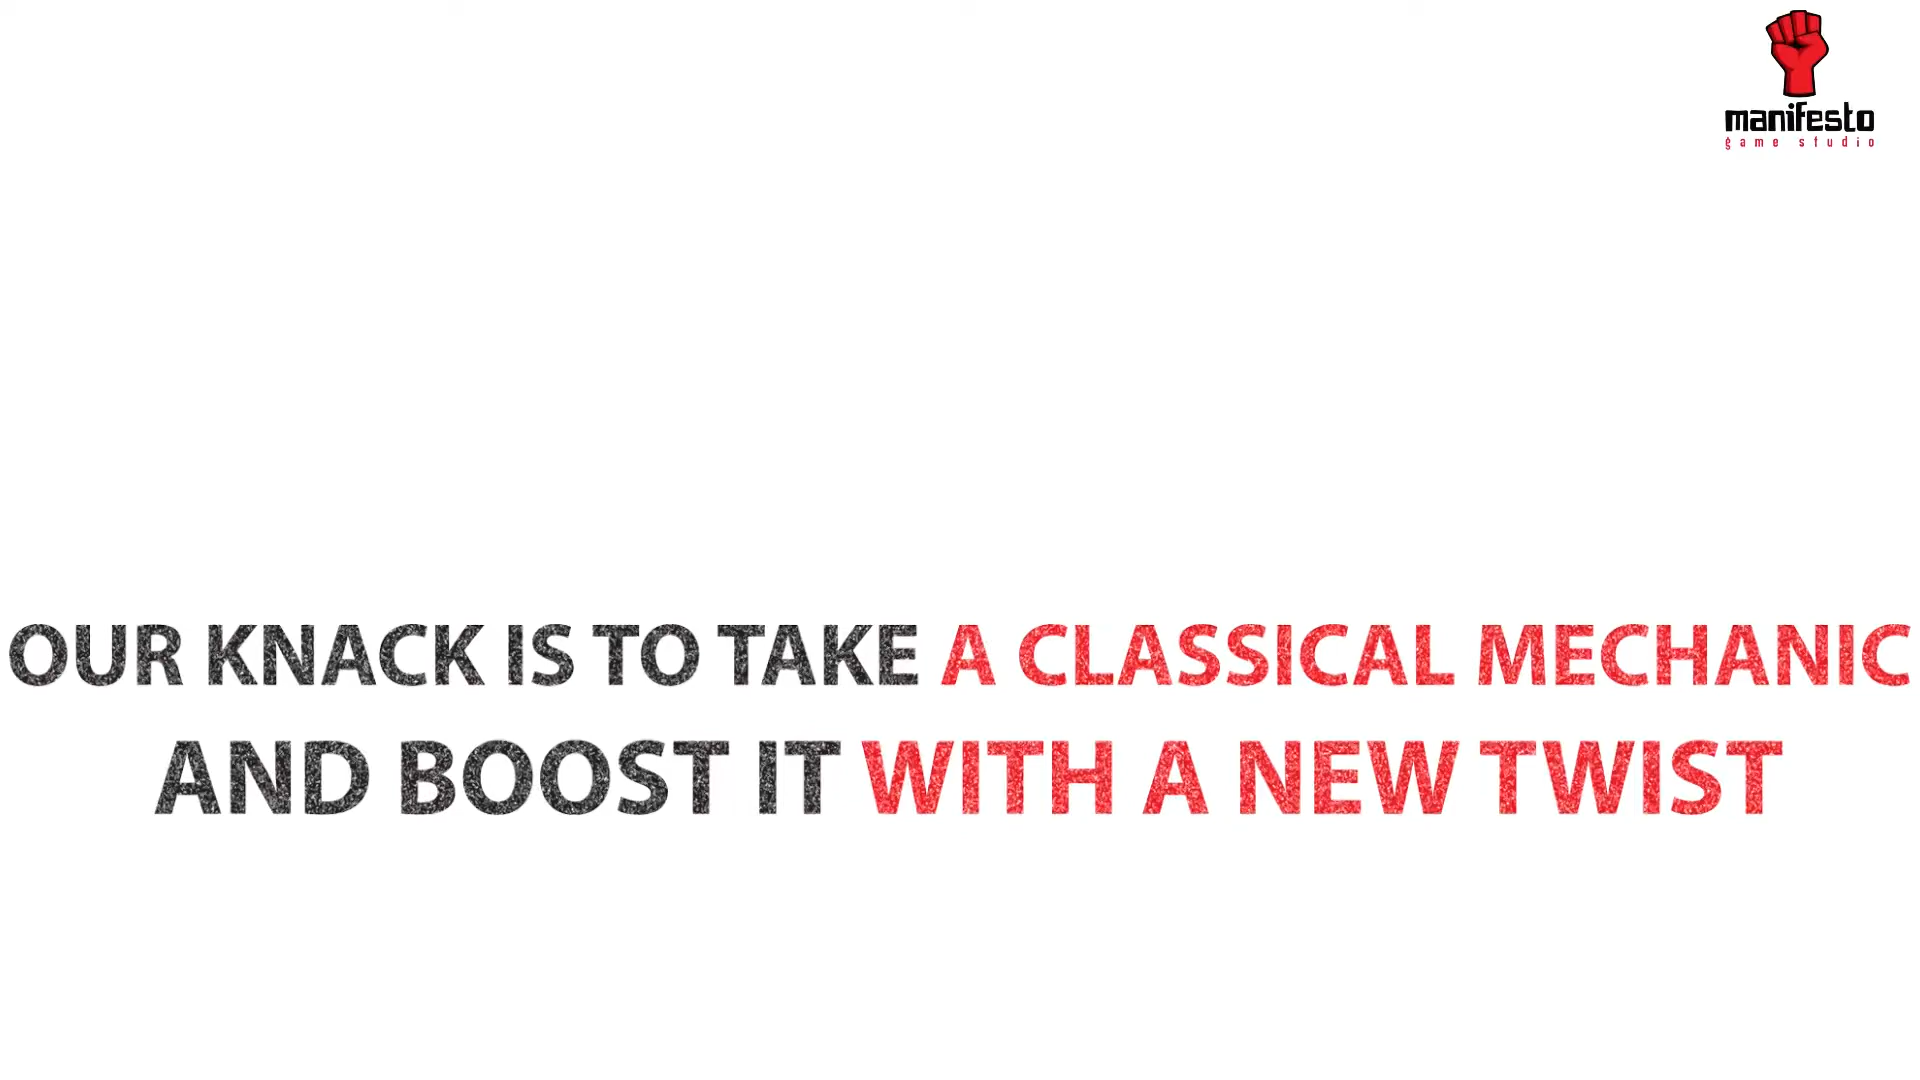 manifesto
game studio
OUR KNACK IS TO TAKE A CLASSICAL MECHANIC
AND BOOST IT WITH A NEW TWIST